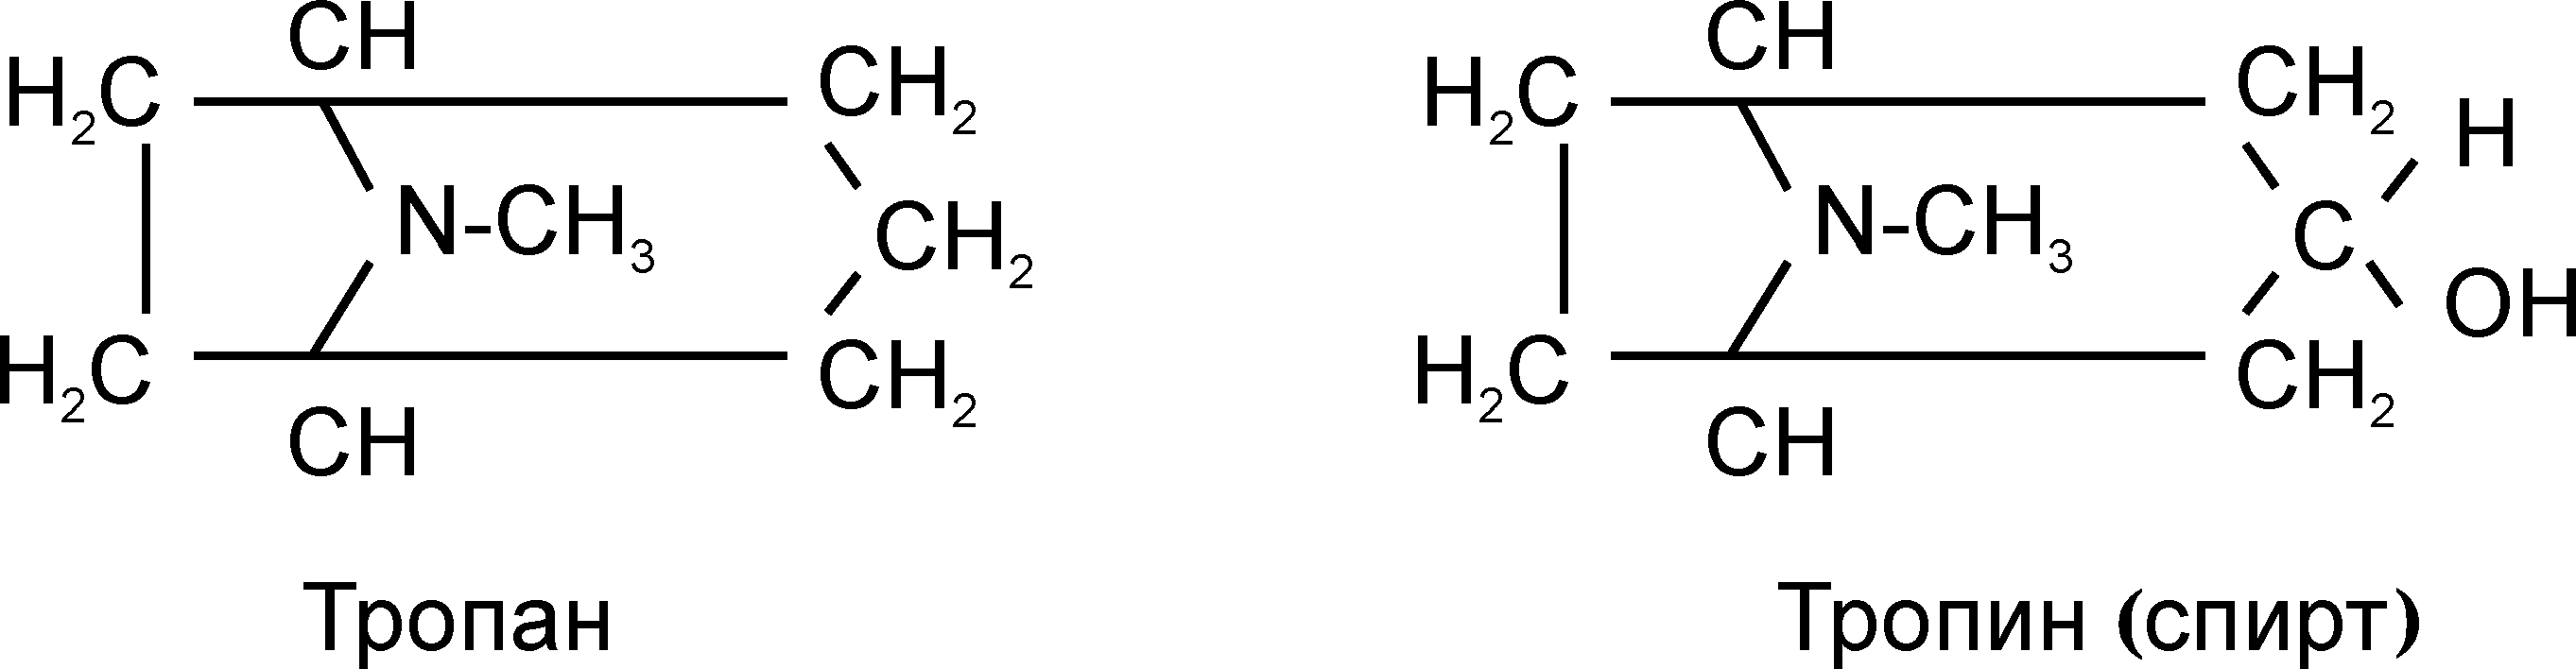 CH CH
H₂C CH₂ H₂C CH₂ H
N-CH₃ CH₂ N-CH₃ C
H₂C CH₂ H₂C CH₂ OH
CH CH
Тропан Тропин (спирт)